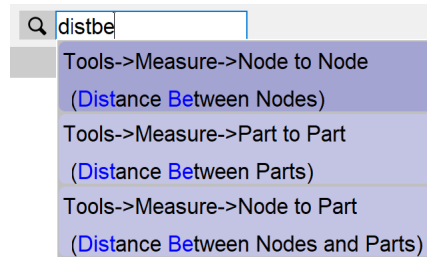 distbe
Tools->Measure->Node to Node
(Distance Between Nodes)
Tools->Measure->Part to Part
(Distance Between Parts)
Tools->Measure->Node to Part
(Distance Between Nodes and Parts)